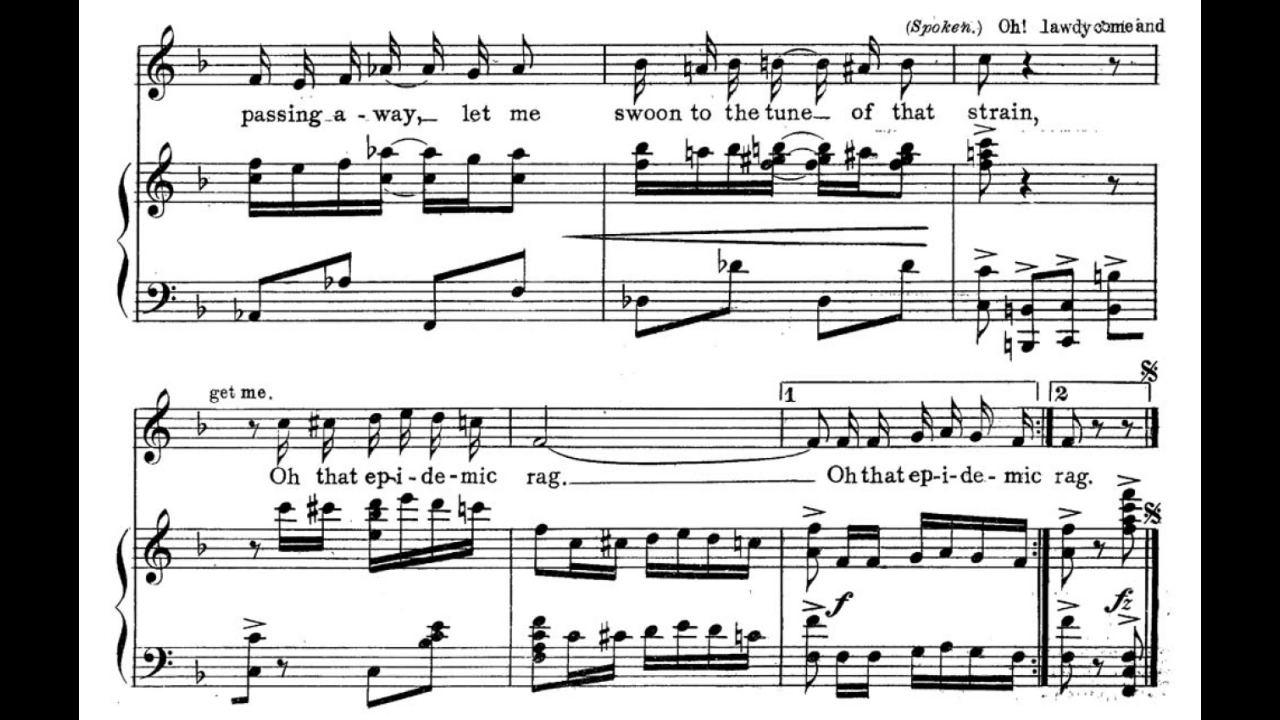 (Spoken.) Oh! lawdy come and
passing a - way, let me swoon to the tune of that strain,
get me.
1 2
Oh that ep-i-de-mic rag. Oh that ep-i-de-mic rag.
f fz